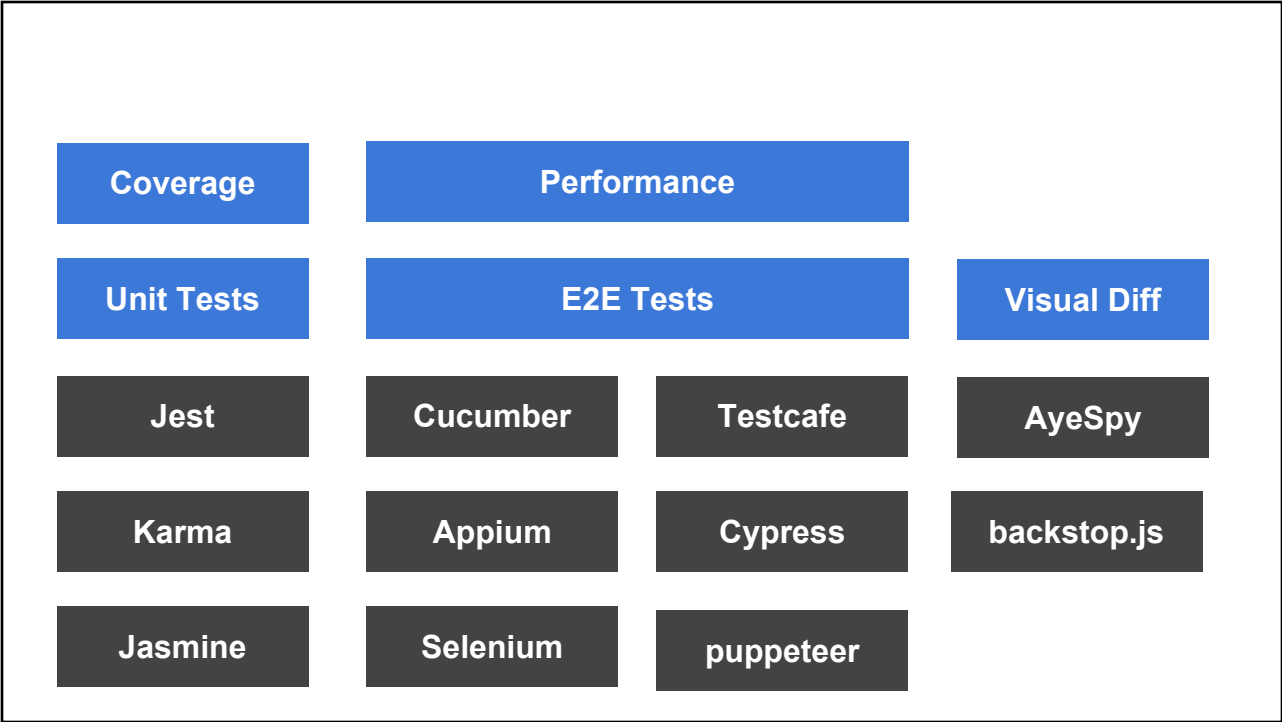 Coverage
Performance
Unit Tests
E2E Tests
Visual Diff
Jest
Cucumber
Testcafe
AyeSpy
Karma
Appium
Cypress
backstop.js
Jasmine
Selenium
puppeteer